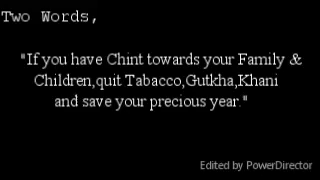 Two Words,
"If you have Chint towards your Family &
Children,quit Tabacco,Gutkha,Khani
and save your precious year."
Edited by PowerDirector